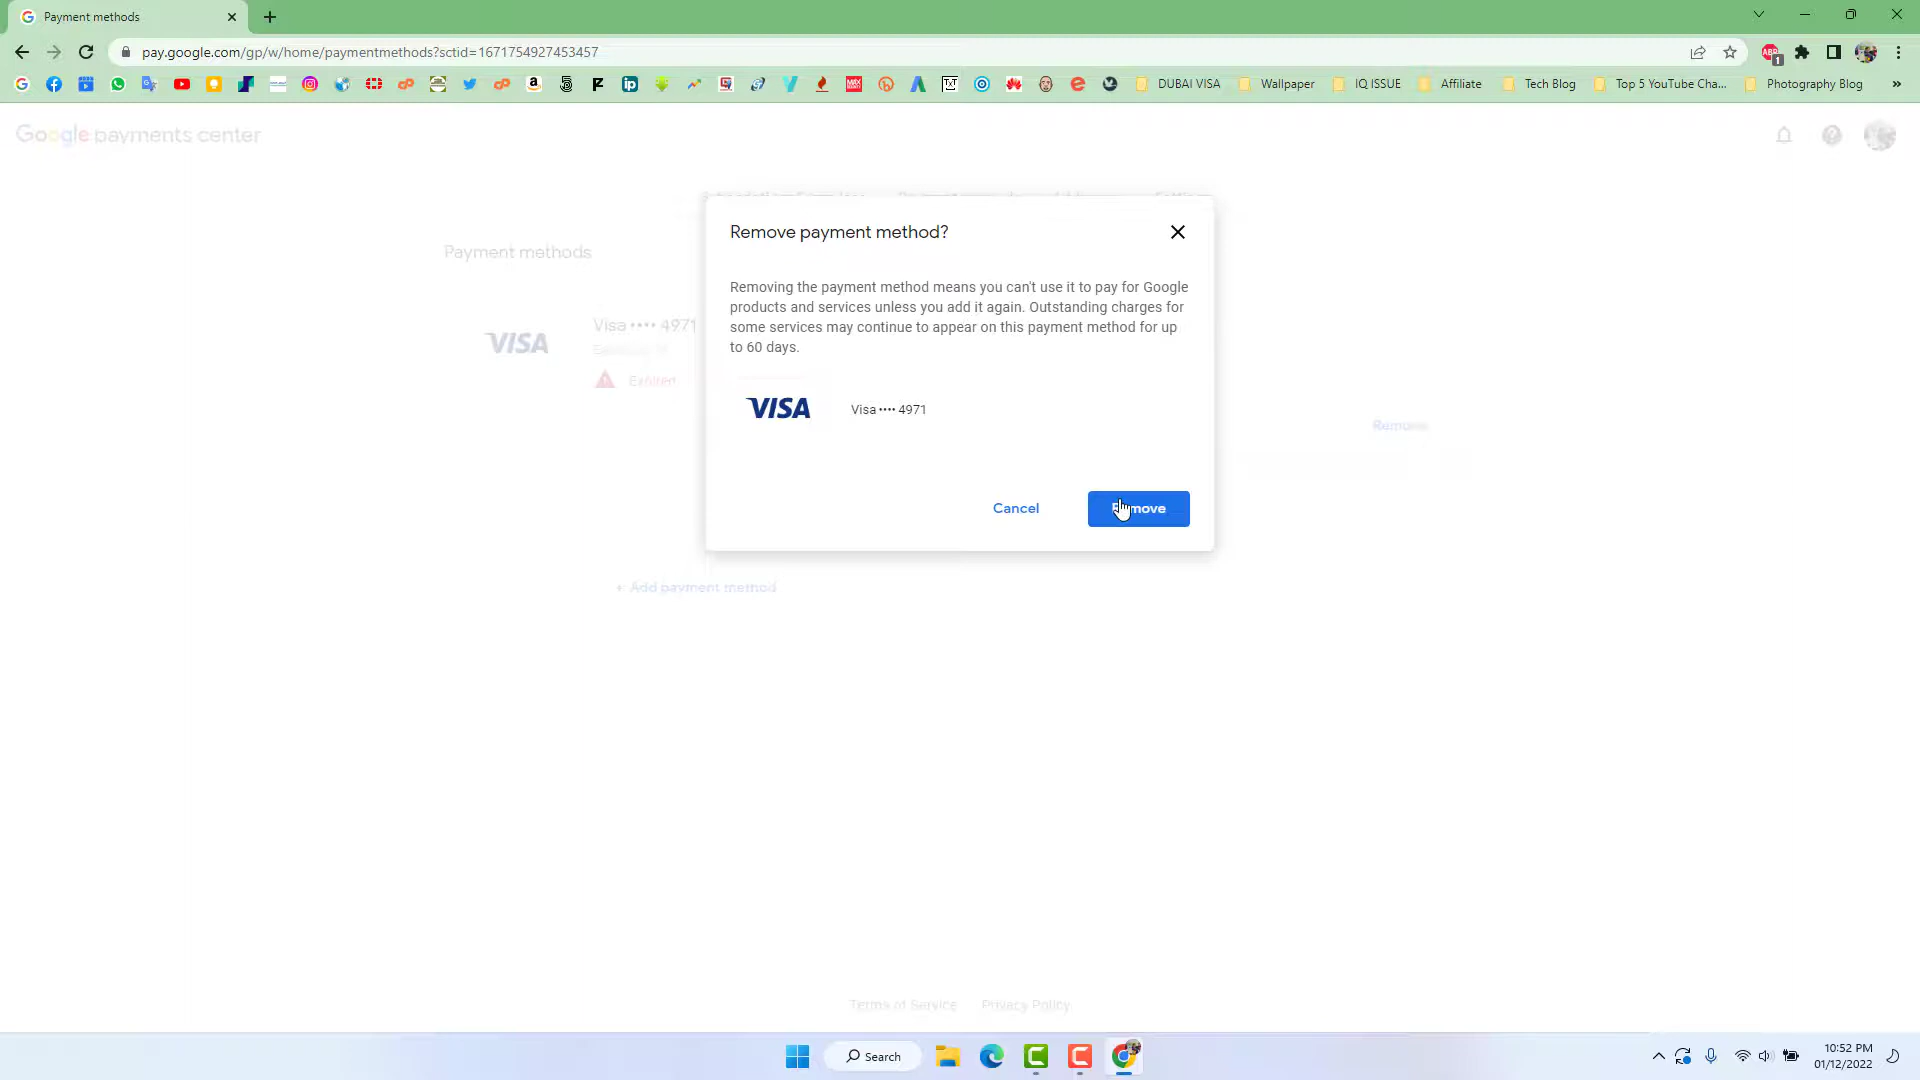 Payment methods
pay.google.com/gp/w/home/paymentmethods?sctid=1671754927453457
ABP
1
DUBAI VISA
Wallpaper
IQ ISSUE
Affiliate
Tech Blog
Top 5 YouTube Cha...
Photography Blog
»
Google payments center
Payment methods
VISA
Visa •••• 4971
Expired
Remove
+ Add payment method
Remove payment method?
Removing the payment method means you can't use it to pay for Google
products and services unless you add it again. Outstanding charges for
some services may continue to appear on this payment method for up
to 60 days.
VISA
Visa •••• 4971
Cancel
move
Terms of Service
Privacy Policy
Search
10:52 PM
01/12/2022